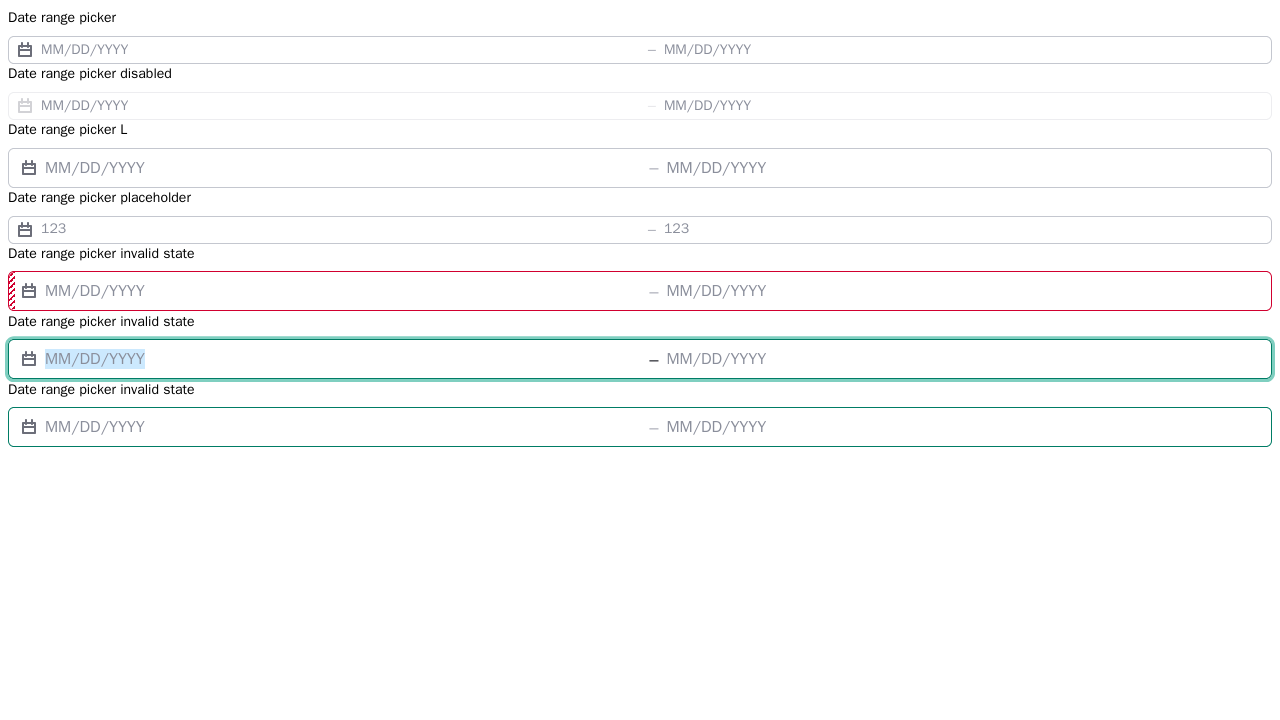 Date range picker
MM/DD/YYYY – MM/DD/YYYY
Date range picker disabled
MM/DD/YYYY – MM/DD/YYYY
Date range picker L
MM/DD/YYYY – MM/DD/YYYY
Date range picker placeholder
123 – 123
Date range picker invalid state
MM/DD/YYYY – MM/DD/YYYY
Date range picker invalid state
MM/DD/YYYY – MM/DD/YYYY
Date range picker invalid state
MM/DD/YYYY – MM/DD/YYYY